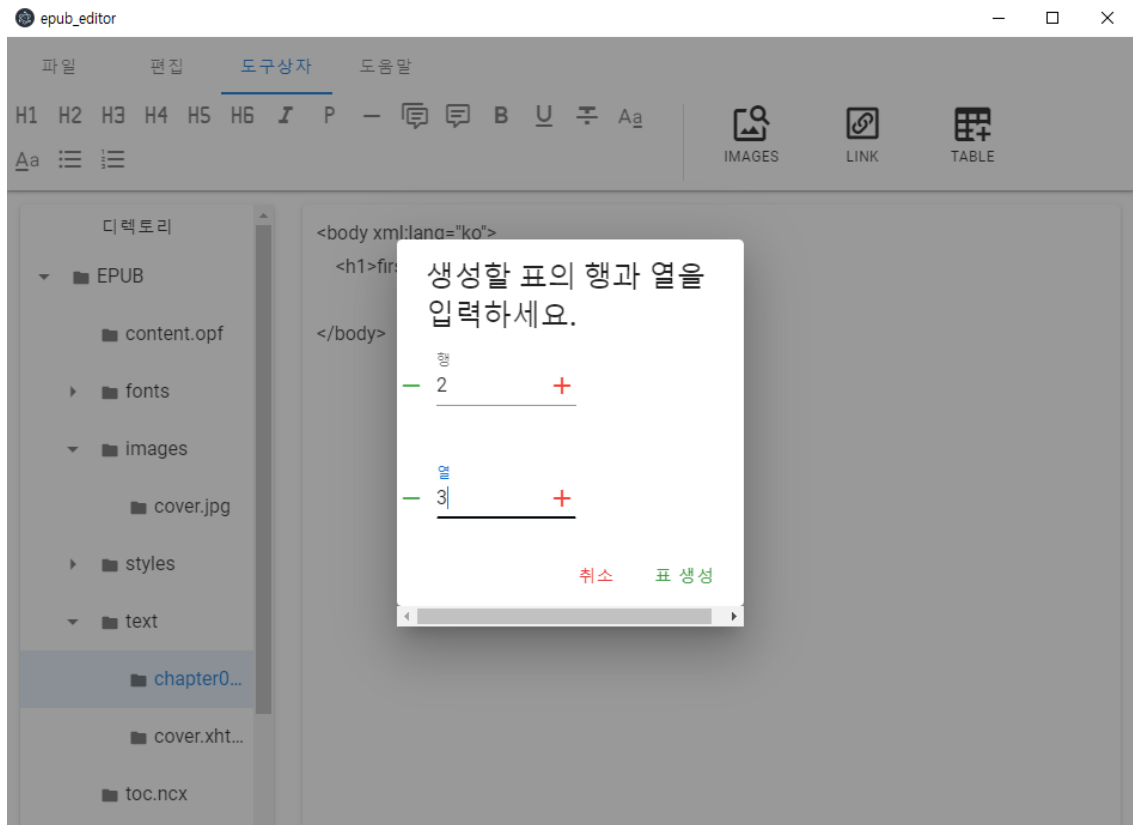 epub_editor
파일 편집 도구상자 도움말
H1 H2 H3 H4 H5 H6 I P B U T Aa
Aa
IMAGES LINK TABLE
디렉토리
EPUB
content.opf
fonts
images
cover.jpg
styles
text
chapter0...
cover.xht...
toc.ncx
<body xml:lang="ko">
<h1>firs
</body>
생성할 표의 행과 열을
입력하세요.
행
2
열
3
취소 표 생성